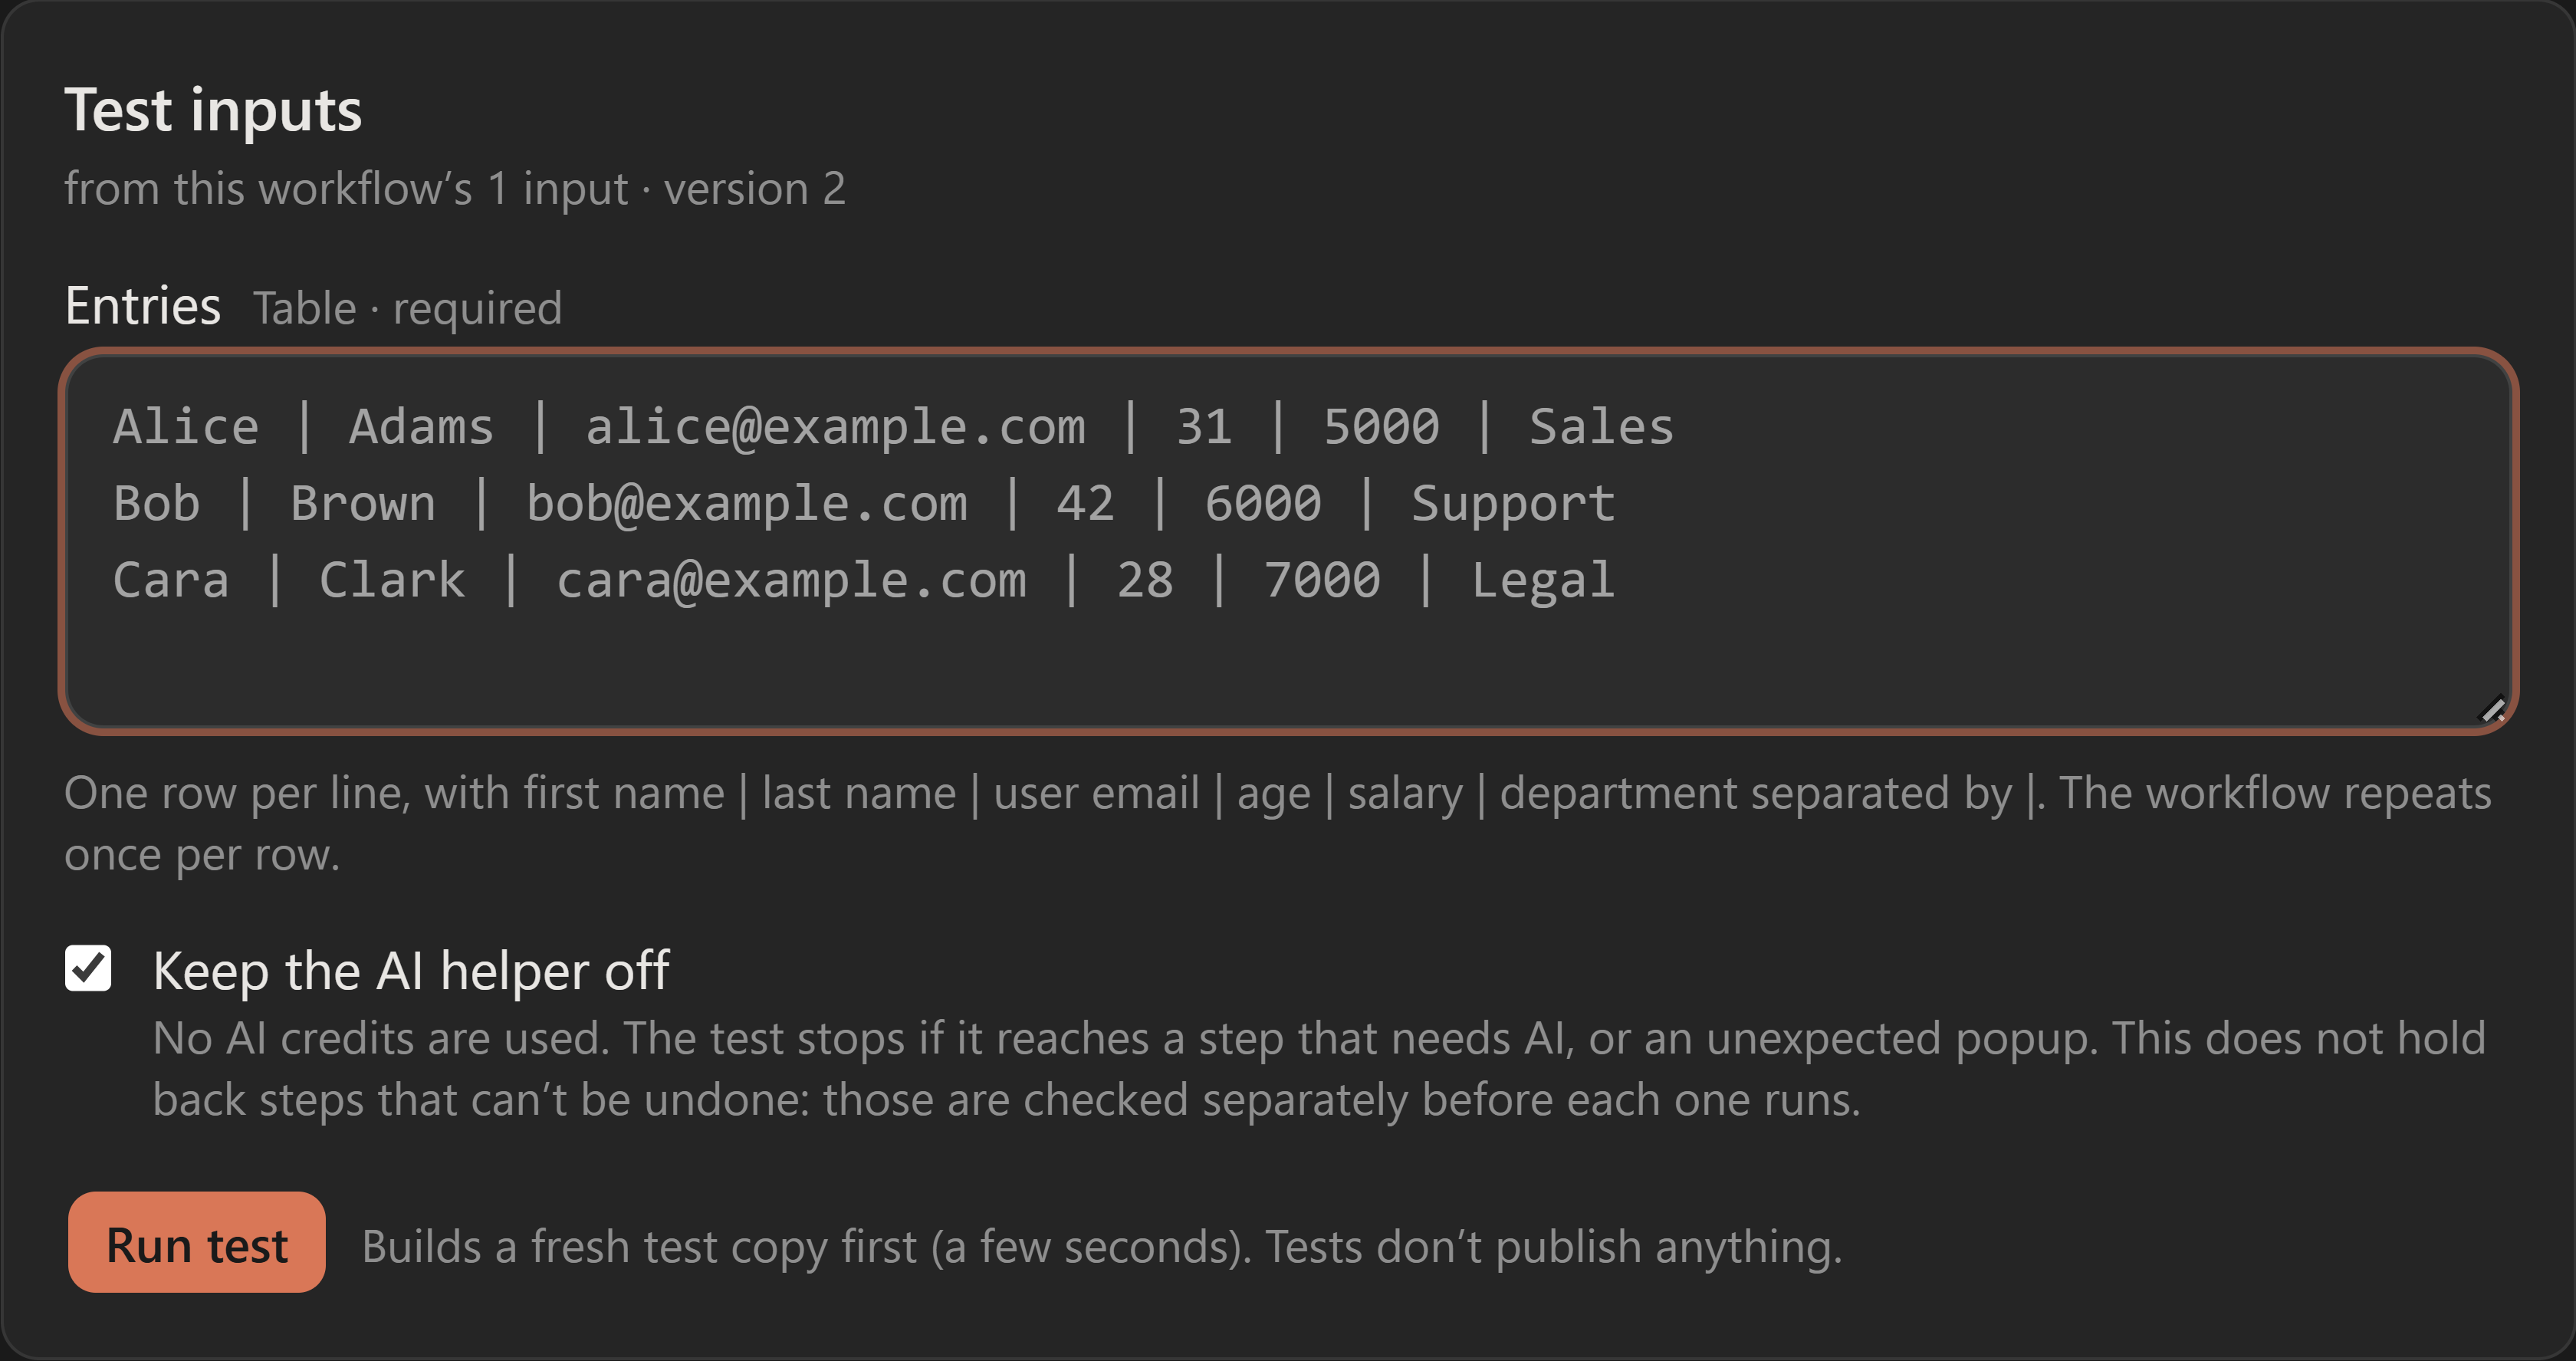 Test inputs
from this workflow’s 1 input · version 2
Entries Table · required
Alice | Adams | alice@example.com | 31 | 5000 | Sales
Bob | Brown | bob@example.com | 42 | 6000 | Support
Cara | Clark | cara@example.com | 28 | 7000 | Legal
One row per line, with first name | last name | user email | age | salary | department separated by |. The workflow repeats
once per row.
Keep the AI helper off
No AI credits are used. The test stops if it reaches a step that needs AI, or an unexpected popup. This does not hold
back steps that can’t be undone: those are checked separately before each one runs.
Run test Builds a fresh test copy first (a few seconds). Tests don’t publish anything.